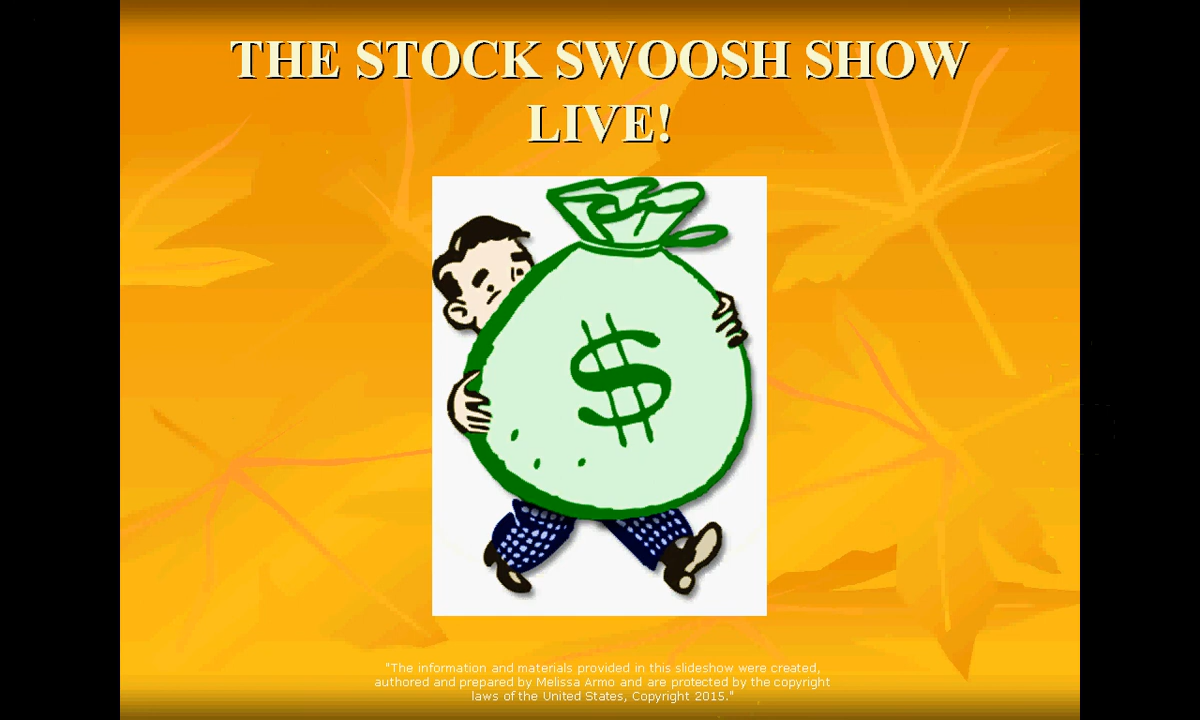 THE STOCK SWOOSH SHOW
LIVE!
$
"The information and materials provided in this slideshow were created,
authored and prepared by Melissa Armo and are protected by the copyright
laws of the United States, Copyright 2015."